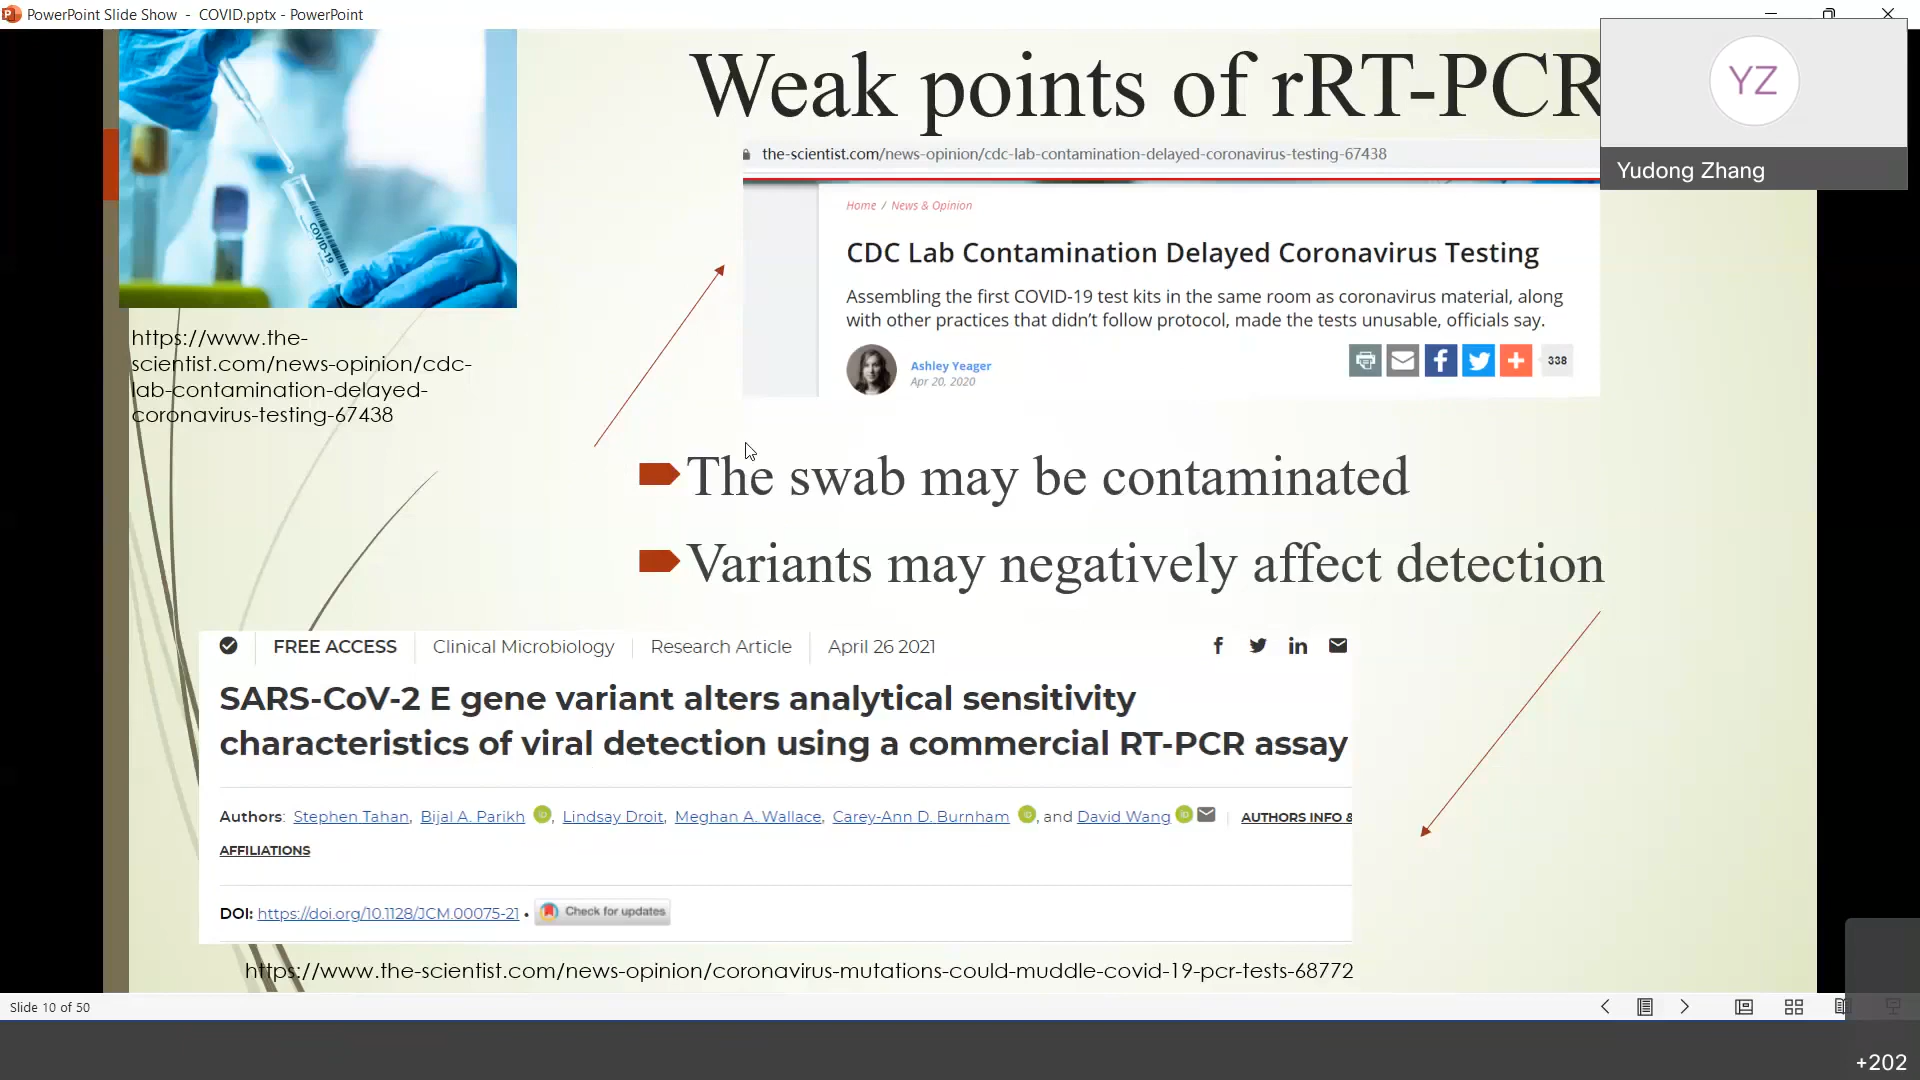 PowerPoint Slide Show - COVID.pptx - PowerPoint
Weak points of rRT-PCR
YZ
Yudong Zhang
the-scientist.com/news-opinion/cdc-lab-contamination-delayed-coronavirus-testing-67438
Home / News & Opinion
CDC Lab Contamination Delayed Coronavirus Testing
Assembling the first COVID-19 test kits in the same room as coronavirus material, along
with other practices that didn't follow protocol, made the tests unusable, officials say.
Ashley Yeager
Apr 20, 2020
338
COVID-19
https://www.the-
scientist.com/news-opinion/cdc-
lab-contamination-delayed-
coronavirus-testing-67438
The swab may be contaminated
Variants may negatively affect detection
FREE ACCESS Clinical Microbiology Research Article April 26 2021
SARS-CoV-2 E gene variant alters analytical sensitivity
characteristics of viral detection using a commercial RT-PCR assay
Authors: Stephen Tahan, Bijal A. Parikh, Lindsay Droit, Meghan A. Wallace, Carey-Ann D. Burnham, and David Wang AUTHORS INFO &
AFFILIATIONS
DOI: https://doi.org/10.1128/JCM.00075-21 • Check for updates
https://www.the-scientist.com/news-opinion/coronavirus-mutations-could-muddle-covid-19-pcr-tests-68772
Slide 10 of 50
+202